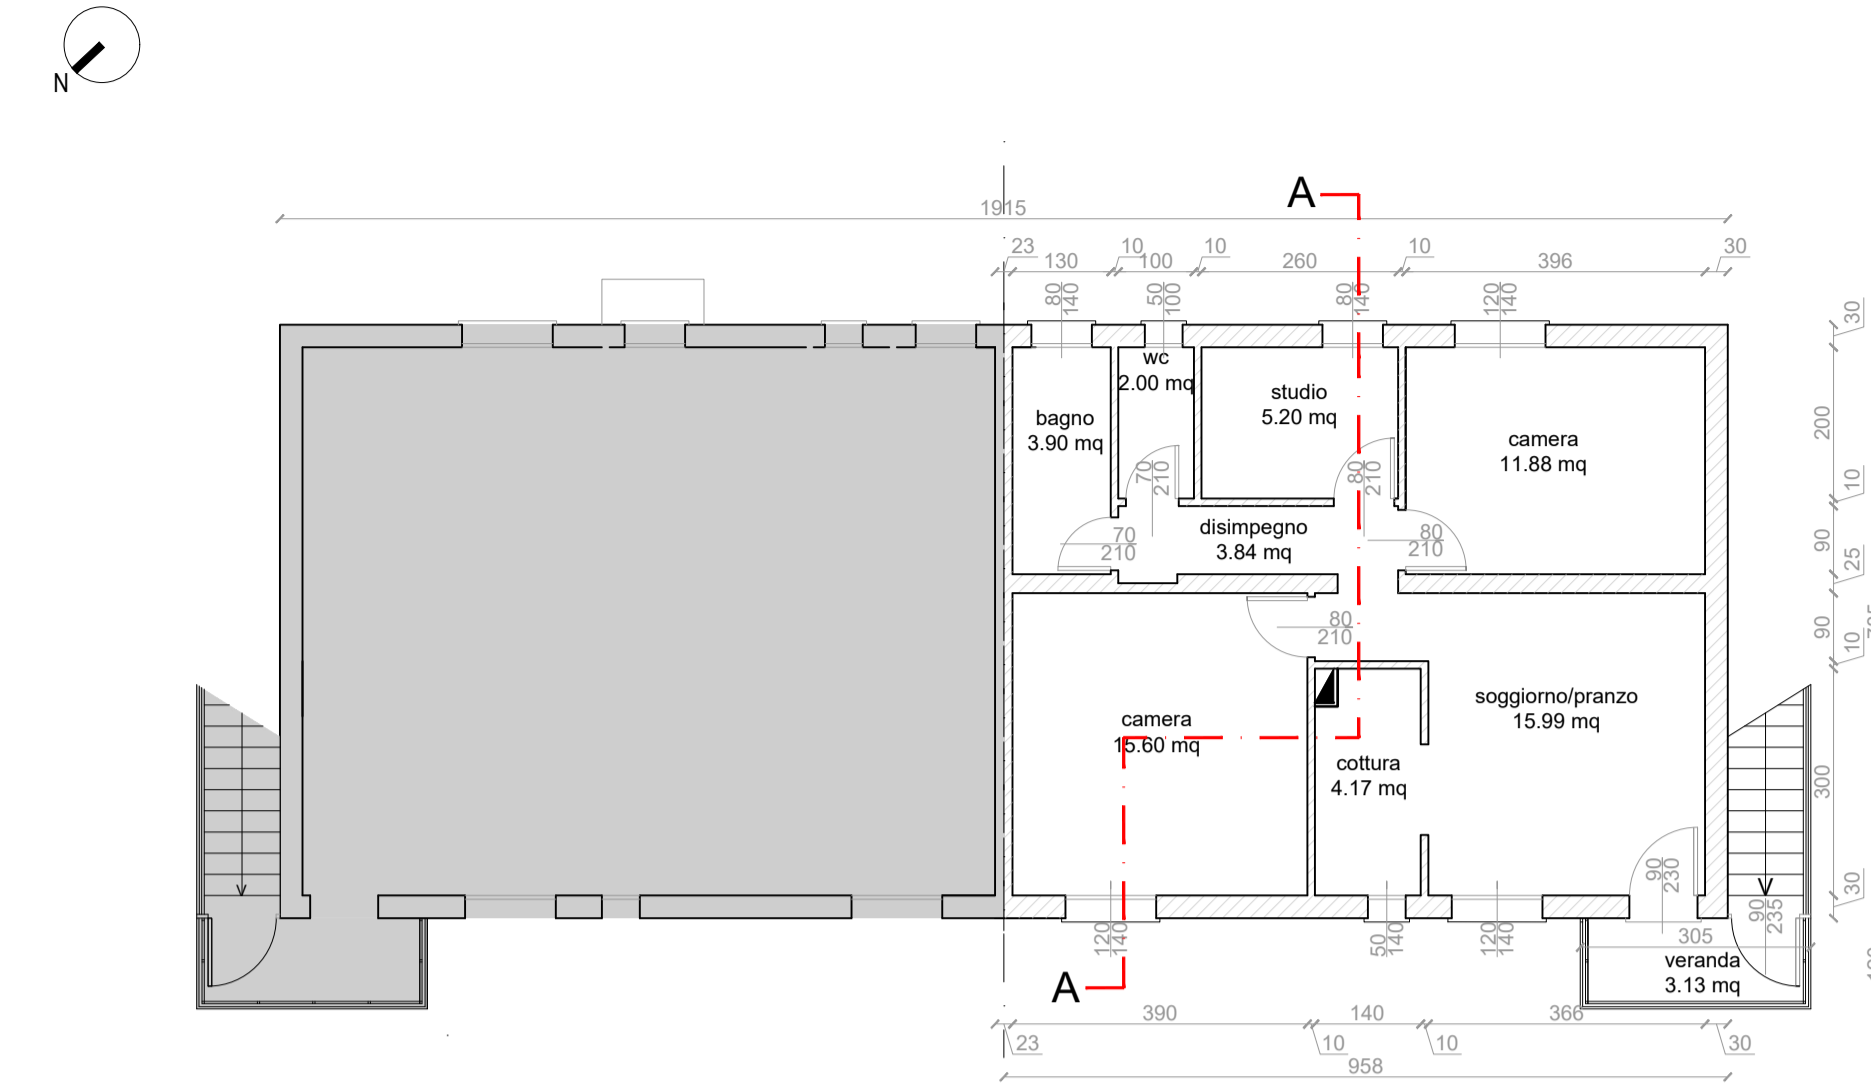 N
A
1915
23
10
10
10
30
130
100
260
396
80
140
50
100
80
140
120
140
30
wc
2.00 mq
studio
5.20 mq
bagno
3.90 mq
camera
11.88 mq
200
70
210
80
210
10
disimpegno
3.84 mq
70
210
80
210
90
25
80
210
90
10
camera
15.60 mq
soggiorno/pranzo
15.99 mq
cottura
4.17 mq
300
90
230
30
90
235
120
140
50
140
120
140
305
veranda
3.13 mq
A
390
140
366
23
10
10
30
958